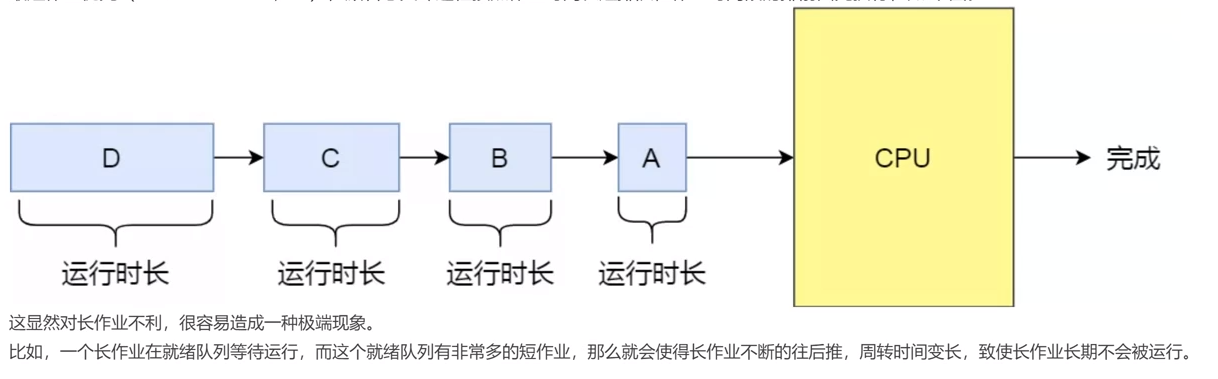 D
C
B
A
CPU
完成
运行时长
运行时长
运行时长
运行时长
这显然对长作业不利，很容易造成一种极端现象。
比如，一个长作业在就绪队列等待运行，而这个就绪队列有非常多的短作业，那么就会使得长作业不断的往后推，周转时间变长，致使长作业长期不会被运行。